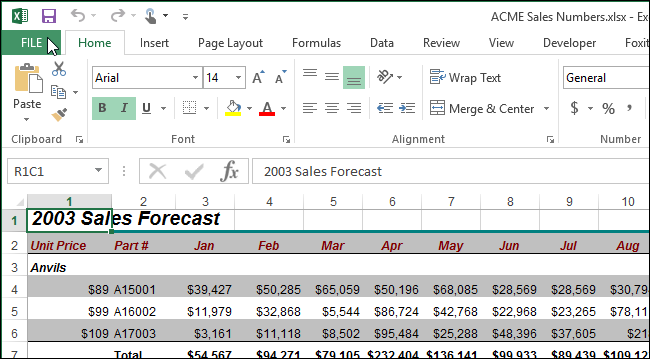 ACME Sales Numbers.xlsx - Ex
FILE Home Insert Page Layout Formulas Data Review View Developer Foxit
Paste Arial 14 A A Wrap Text General
B I U A Merge & Center $ %
Clipboard Font Alignment Number
R1C1 fx 2003 Sales Forecast
1 2 3 4 5 6 7 8 9 10
1 2003 Sales Forecast
2 Unit Price Part # Jan Feb Mar Apr May Jun Jul Aug
3 Anvils
4 $89 A15001 $39,427 $50,285 $65,059 $50,196 $68,085 $28,569 $28,569 $30,79
5 $99 A16002 $11,979 $32,868 $5,544 $86,724 $42,768 $22,968 $23,265 $78,11
6 $109 A17003 $3,161 $11,118 $8,502 $95,484 $25,288 $48,396 $37,605 $21
7 Total $54,567 $94,271 $79,105 $232,404 $136,141 $99,933 $89,439 $109,12